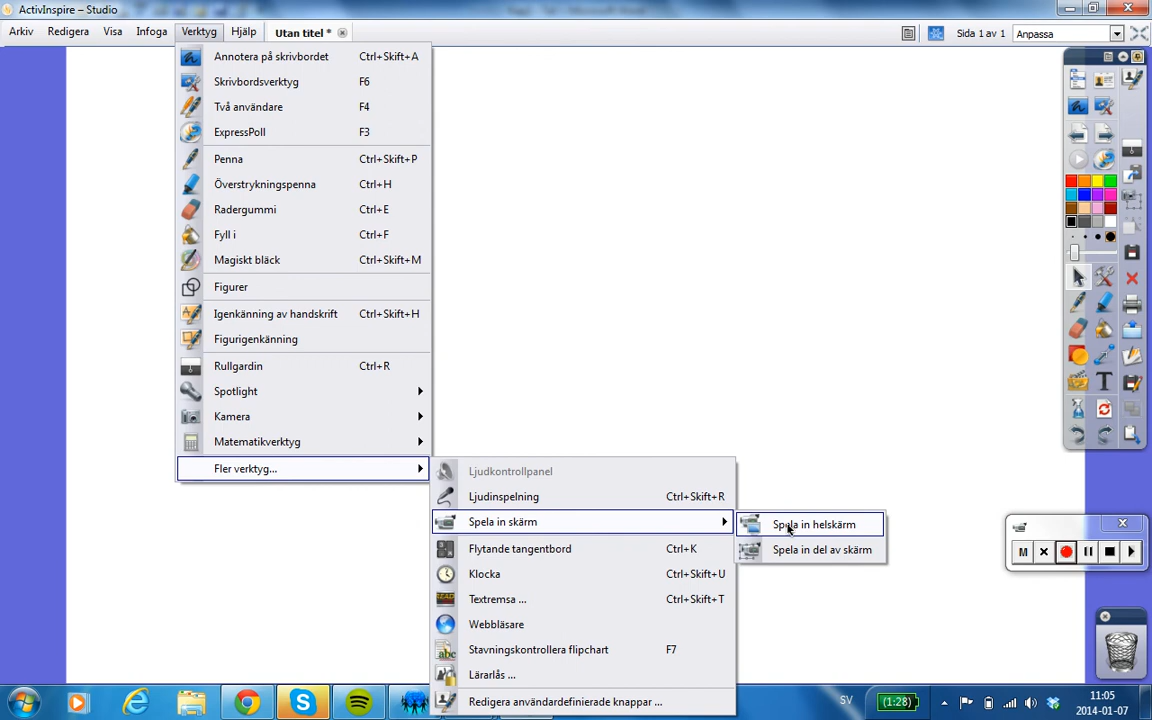 ActivInspire – Studio
Arkiv Redigera Visa Infoga Verktyg Hjälp Utan titel * Sida 1 av 1 Anpassa
Annotera på skrivbordet Ctrl+Skift+A
Skrivbordsverktyg F6
Två användare F4
ExpressPoll F3
Penna Ctrl+Skift+P
Överstrykningspenna Ctrl+H
Radergummi Ctrl+E
Fyll i Ctrl+F
Magiskt bläck Ctrl+Skift+M
Figurer
Igenkänning av handskrift Ctrl+Skift+H
Figurigenkänning
Rullgardin Ctrl+R
Spotlight
Kamera
Matematikverktyg
Fler verktyg...
Ljudkontrollpanel
Ljudinspelning Ctrl+Skift+R
Spela in skärm
Spela in helskärm
Spela in del av skärm
Flytande tangentbord Ctrl+K
Klocka Ctrl+Skift+U
Textremsa ... Ctrl+Skift+T
Webbläsare
Stavningskontrollera flipchart F7
Lärarlås ...
Redigera användardefinierade knappar ...
M
SV (1:28) 11:05
2014-01-07